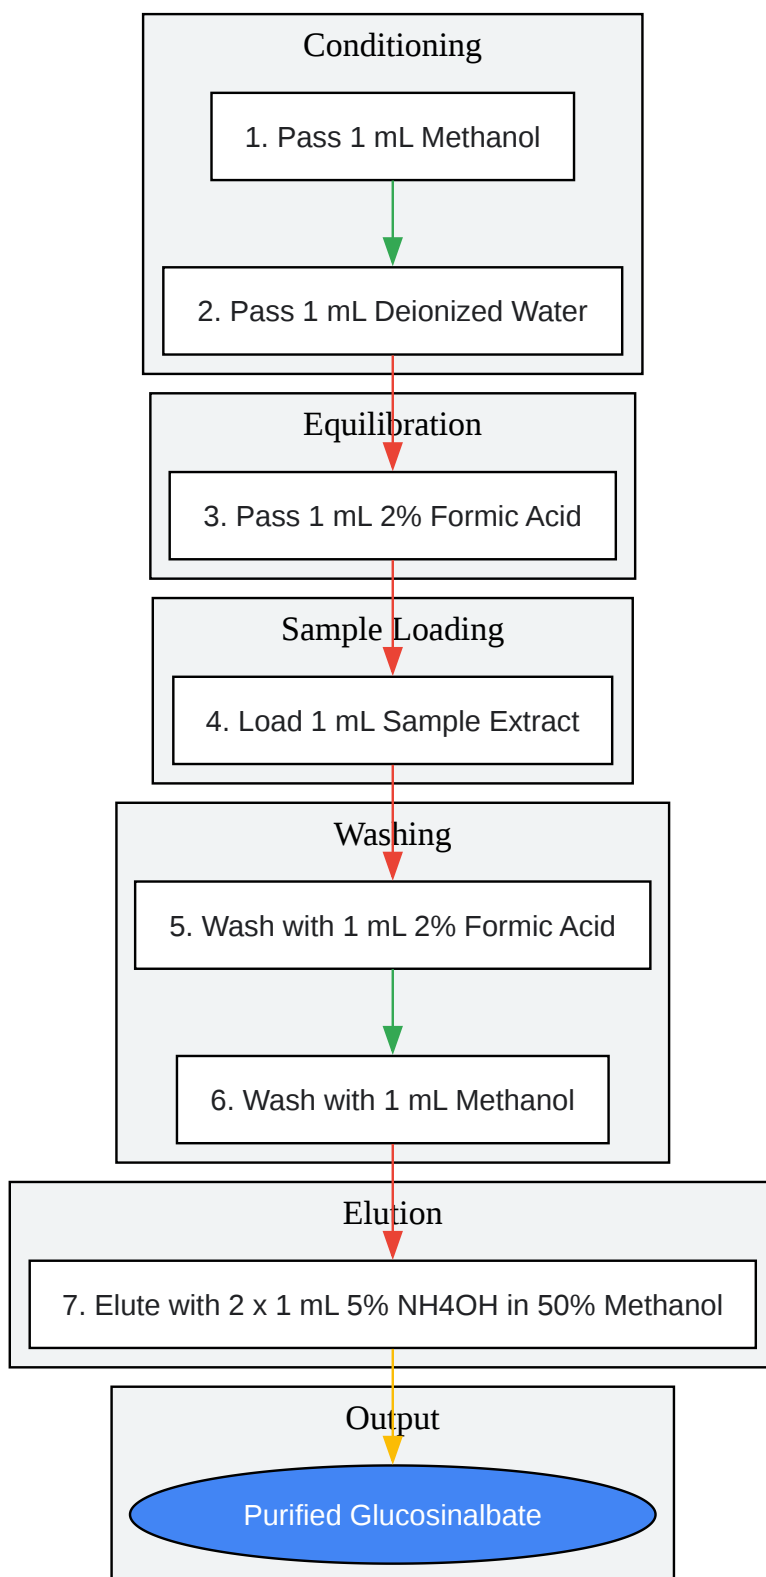 Conditioning
1. Pass 1 mL Methanol
2. Pass 1 mL Deionized Water
Equilibration
3. Pass 1 mL 2% Formic Acid
Sample Loading
4. Load 1 mL Sample Extract
Washing
5. Wash with 1 mL 2% Formic Acid
6. Wash with 1 mL Methanol
Elution
7. Elute with 2 x 1 mL 5% NH4OH in 50% Methanol
Output
Purified Glucosinalbate